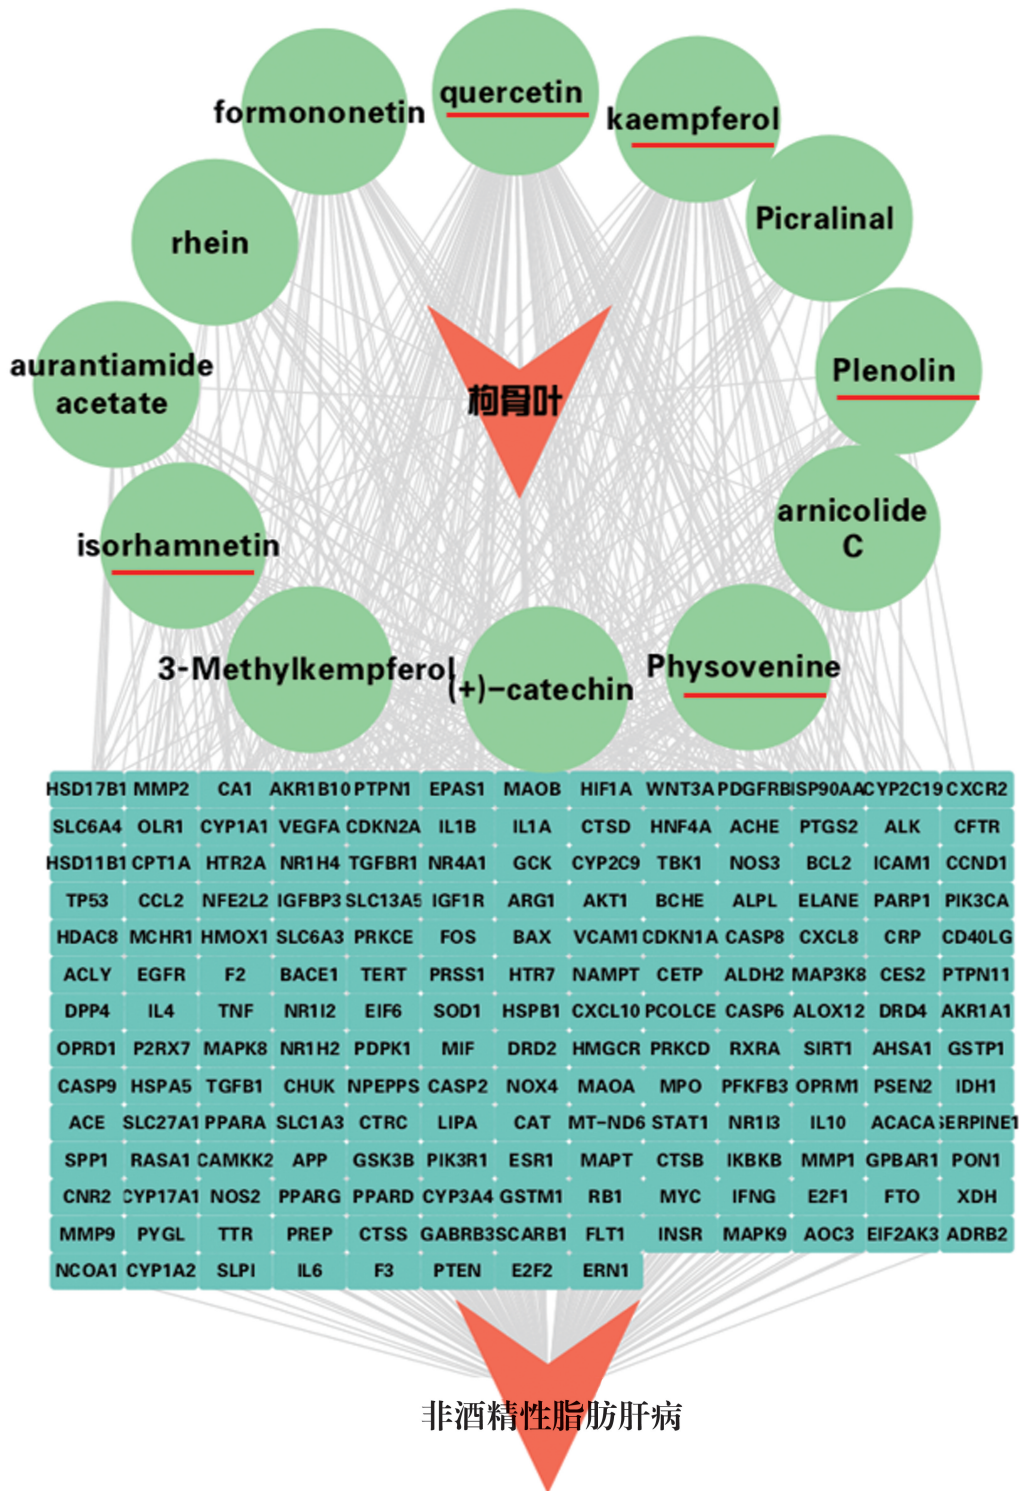 quercetin
formononetin
kaempferol
Picralinal
rhein
aurantiamide
acetate
Plenolin
枸骨叶
arnicolide
C
isorhamnetin
3-Methylkempferol
(+)−catechin
Physovenine
HSD17B1 MMP2 CA1 AKR1B10 PTPN1 EPAS1 MAOB HIF1A WNT3A PDGFRB HSP90AA CYP2C19 CXCR2
SLC6A4 OLR1 CYP1A1 VEGFA CDKN2A IL1B IL1A CTSD HNF4A ACHE PTGS2 ALK CFTR
HSD11B1 CPT1A HTR2A NR1H4 TGFBR1 NR4A1 GCK CYP2C9 TBK1 NOS3 BCL2 ICAM1 CCND1
TP53 CCL2 NFE2L2 IGFBP3 SLC13A5 IGF1R ARG1 AKT1 BCHE ALPL ELANE PARP1 PIK3CA
HDAC8 MCHR1 HMOX1 SLC6A3 PRKCE FOS BAX VCAM1 CDKN1A CASP8 CXCL8 CRP CD40LG
ACLY EGFR F2 BACE1 TERT PRSS1 HTR7 NAMPT CETP ALDH2 MAP3K8 CES2 PTPN11
DPP4 IL4 TNF NR1I2 EIF6 SOD1 HSPB1 CXCL10 PCOLCE CASP6 ALOX12 DRD4 AKR1A1
OPRD1 P2RX7 MAPK8 NR1H2 PDPK1 MIF DRD2 HMGCR PRKCD RXRA SIRT1 AHSA1 GSTP1
CASP9 HSPA5 TGFB1 CHUK NPEPPS CASP2 NOX4 MAOA MPO PFKFB3 OPRM1 PSEN2 IDH1
ACE SLC27A1 PPARA SLC1A3 CTRC LIPA CAT MT−ND6 STAT1 NR1I3 IL10 ACACA SERPINE1
SPP1 RASA1 CAMKK2 APP GSK3B PIK3R1 ESR1 MAPT CTSB IKBKB MMP1 GPBAR1 PON1
CNR2 CYP17A1 NOS2 PPARG PPARD CYP3A4 GSTM1 RB1 MYC IFNG E2F1 FTO XDH
MMP9 PYGL TTR PREP CTSS GABRB3 SCARB1 FLT1 INSR MAPK9 AOC3 EIF2AK3 ADRB2
NCOA1 CYP1A2 SLPI IL6 F3 PTEN E2F2 ERN1
非酒精性脂肪肝病